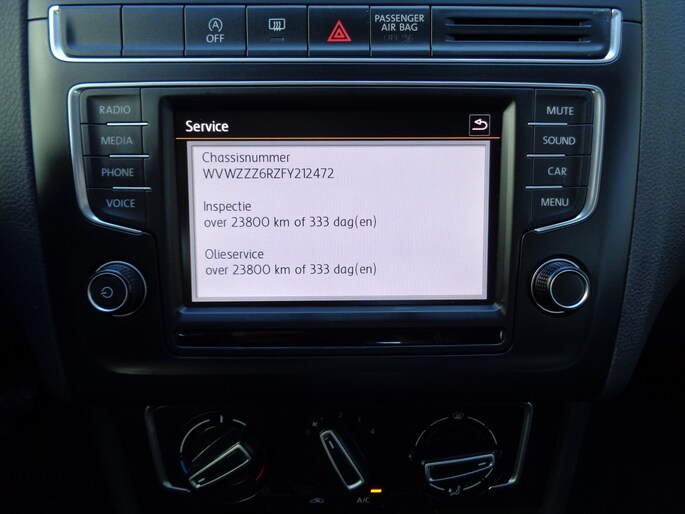 OFF
PASSENGER
AIR BAG
RADIO
MEDIA
PHONE
VOICE
Service
Chassisnummer
WVWZZZ6RZFY212472
Inspectie
over 23800 km of 333 dag(en)
Olieservice
over 23800 km of 333 dag(en)
MUTE
SOUND
CAR
MENU
A/C